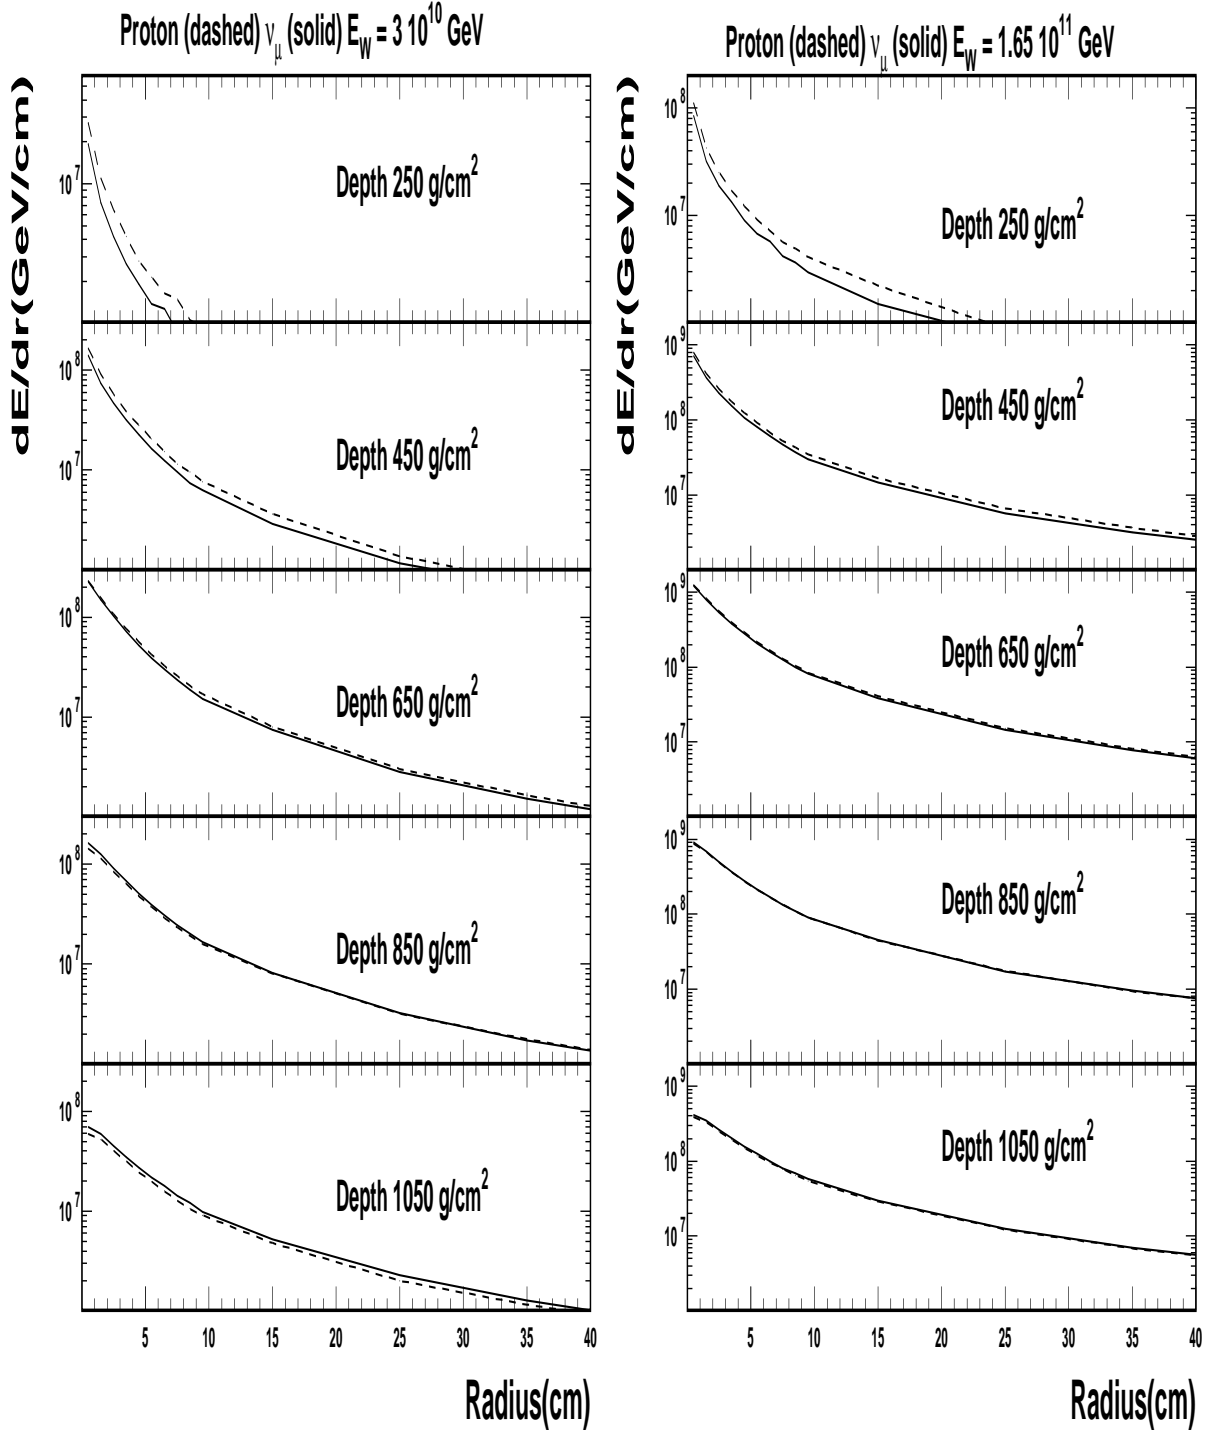 Proton (dashed) ν_μ (solid) E_W = 3 10^10 GeV
dE/dr(GeV/cm)
10^7
Depth 250 g/cm^2
10^8
10^7
Depth 450 g/cm^2
10^8
10^7
Depth 650 g/cm^2
10^8
10^7
Depth 850 g/cm^2
10^8
10^7
Depth 1050 g/cm^2
5 10 15 20 25 30 35 40
Radius(cm)
Proton (dashed) ν_μ (solid) E_W = 1.65 10^11 GeV
dE/dr(GeV/cm)
10^8
10^7
Depth 250 g/cm^2
10^9
10^8
10^7
Depth 450 g/cm^2
10^9
10^8
10^7
Depth 650 g/cm^2
10^9
10^8
10^7
Depth 850 g/cm^2
10^9
10^8
10^7
Depth 1050 g/cm^2
5 10 15 20 25 30 35 40
Radius(cm)